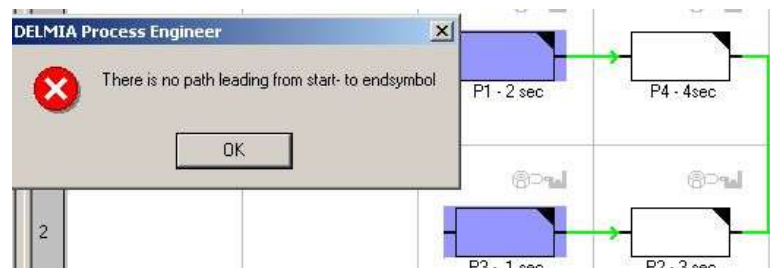 DELMIA Process Engineer
There is no path leading from start- to endsymbol
OK
P1 - 2 sec
P4 - 4sec
2
P3 - 1 sec
P2 - 3 sec